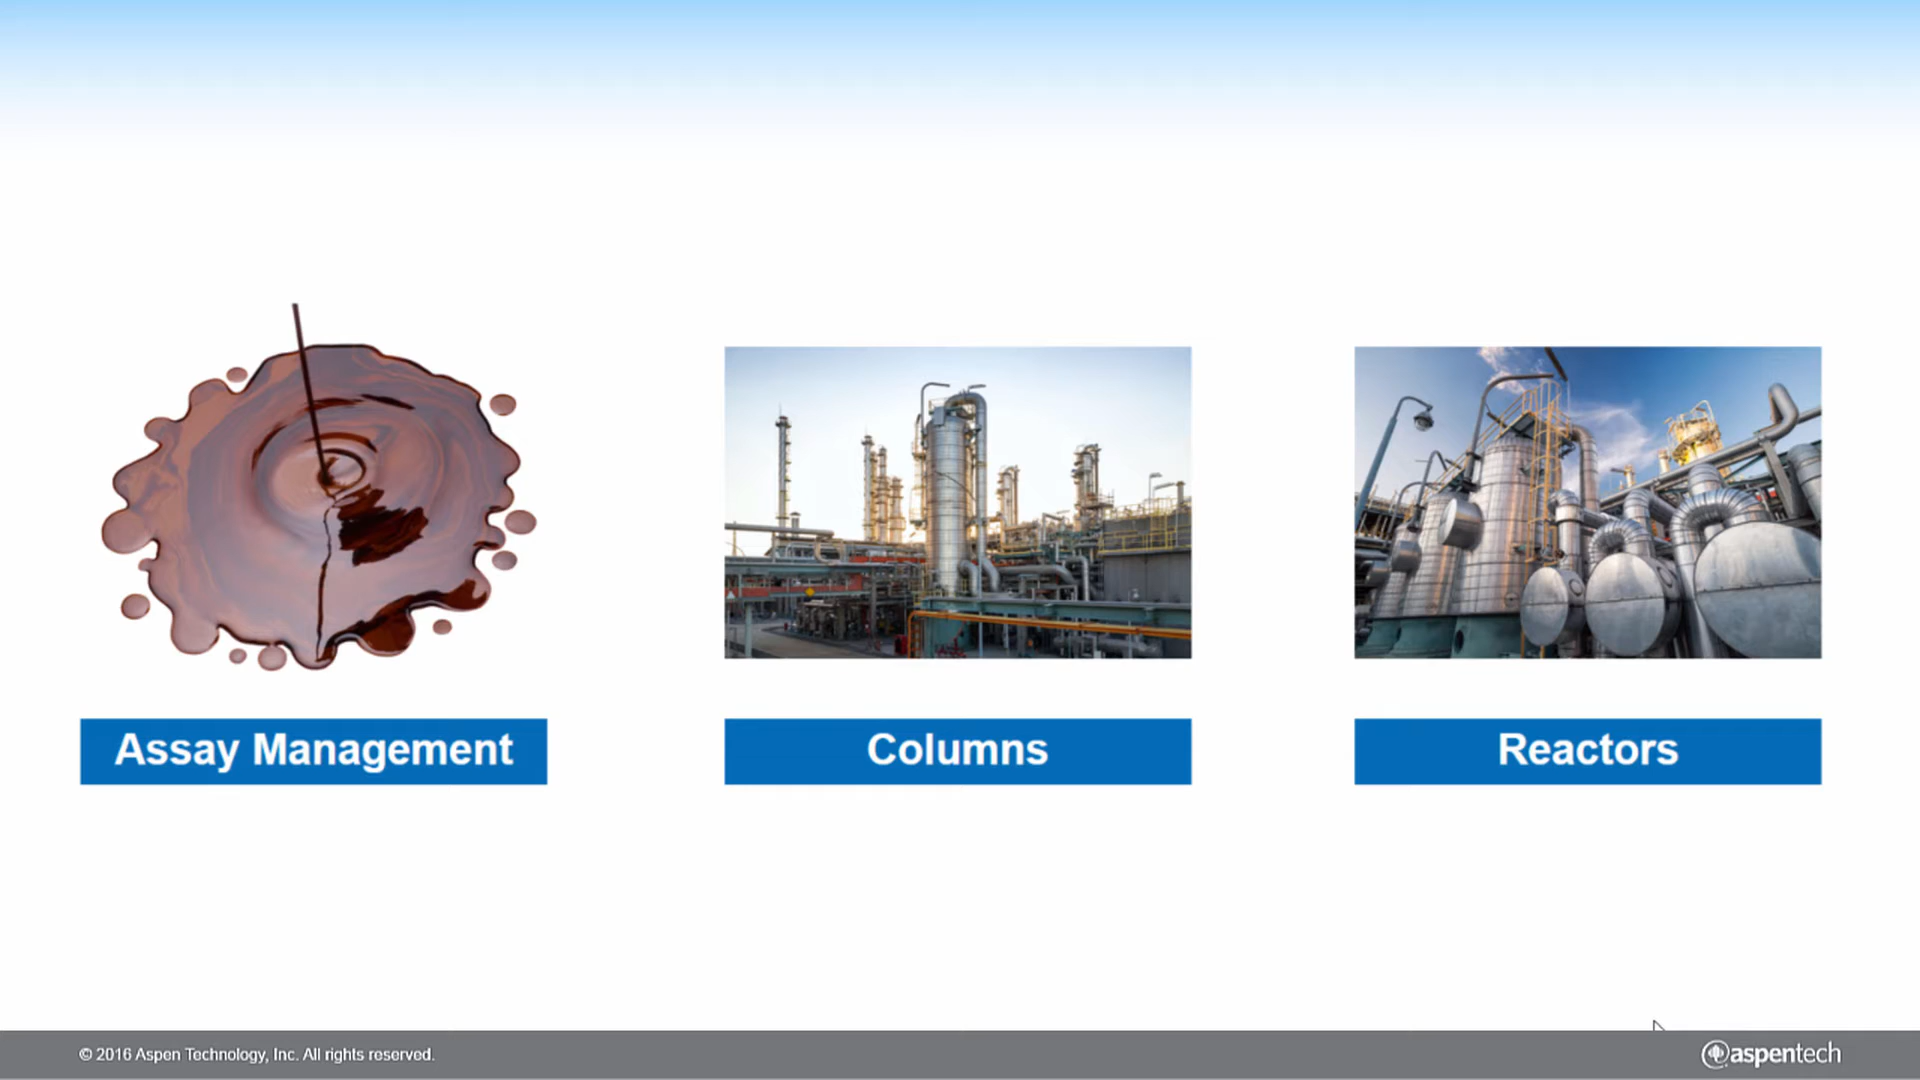 Assay Management
Columns
Reactors
© 2016 Aspen Technology, Inc. All rights reserved.
aspentech